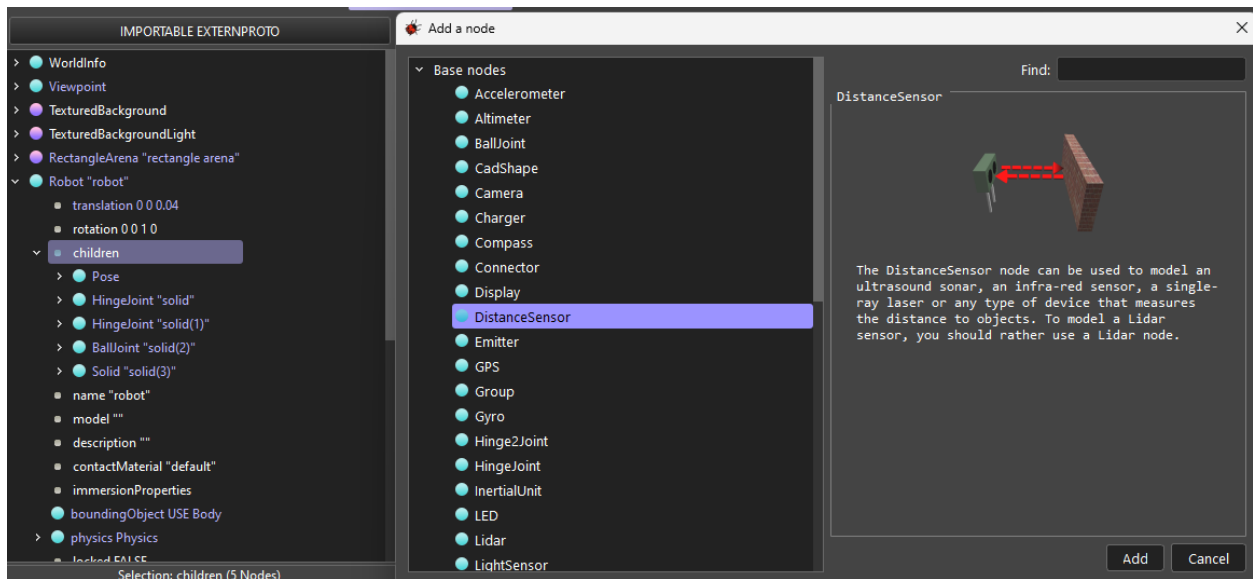 IMPORTABLE EXTERNPROTO
WorldInfo
Viewpoint
TexturedBackground
TexturedBackgroundLight
RectangleArena "rectangle arena"
Robot "robot"
translation 0 0 0.04
rotation 0 0 1 0
children
Pose
HingeJoint "solid"
HingeJoint "solid(1)"
BallJoint "solid(2)"
Solid "solid(3)"
name "robot"
model ""
description ""
contactMaterial "default"
immersionProperties
boundingObject USE Body
physics Physics
locked FALSE
Selection: children (5 Nodes)
Add a node
Base nodes
Accelerometer
Altimeter
BallJoint
CadShape
Camera
Charger
Compass
Connector
Display
DistanceSensor
Emitter
GPS
Group
Gyro
Hinge2Joint
HingeJoint
InertialUnit
LED
Lidar
LightSensor
Find:
DistanceSensor
The DistanceSensor node can be used to model an
ultrasound sonar, an infra-red sensor, a single-
ray laser or any type of device that measures
the distance to objects. To model a Lidar
sensor, you should rather use a Lidar node.
Add
Cancel